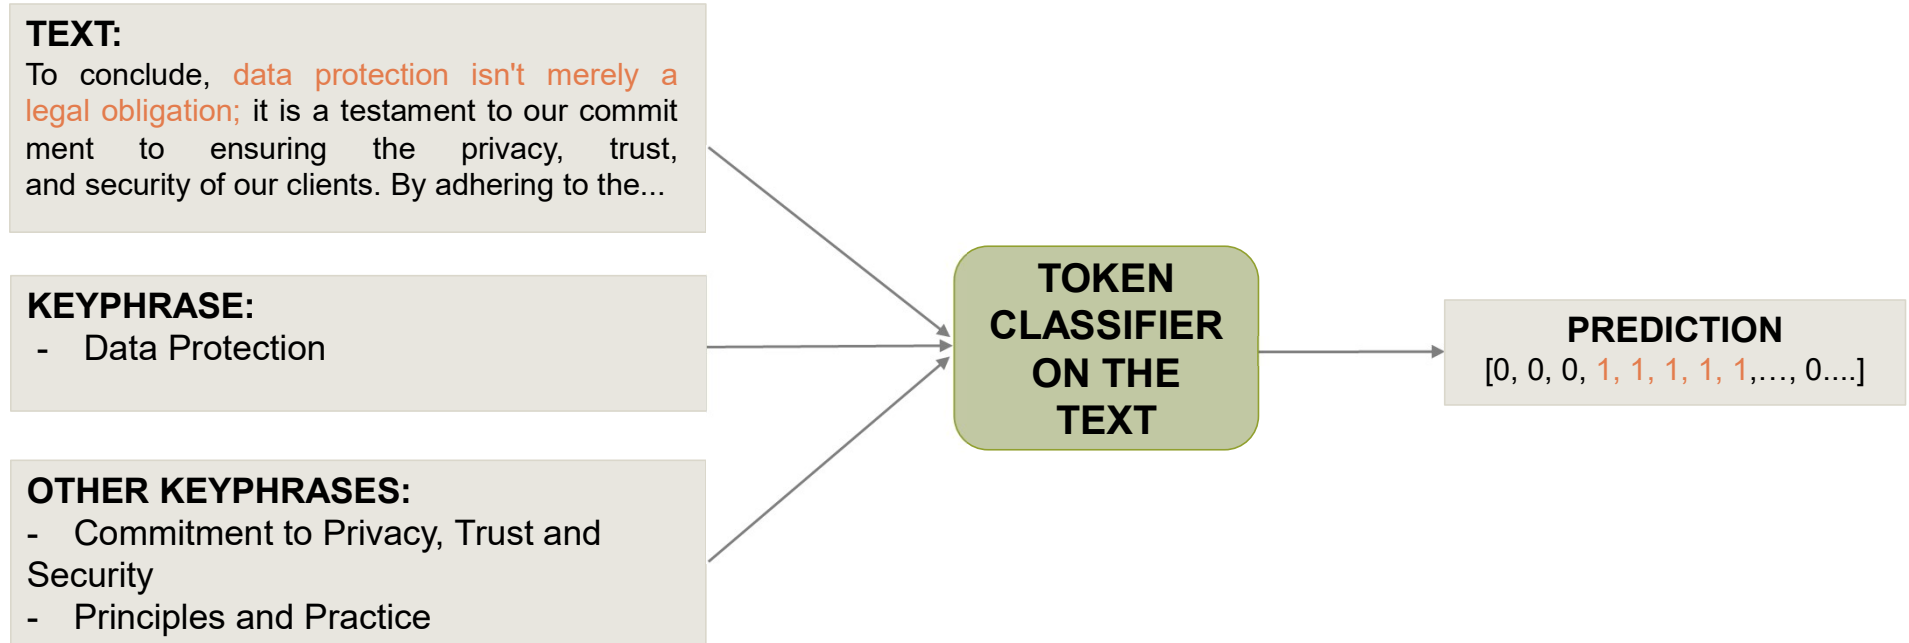 TEXT:
To conclude, data protection isn't merely a
legal obligation; it is a testament to our commit
ment to ensuring the privacy, trust,
and security of our clients. By adhering to the...
KEYPHRASE:
- Data Protection
OTHER KEYPHRASES:
- Commitment to Privacy, Trust and
Security
- Principles and Practice
TOKEN
CLASSIFIER
ON THE
TEXT
PREDICTION
[0, 0, 0, 1, 1, 1, 1, 1,..., 0....]